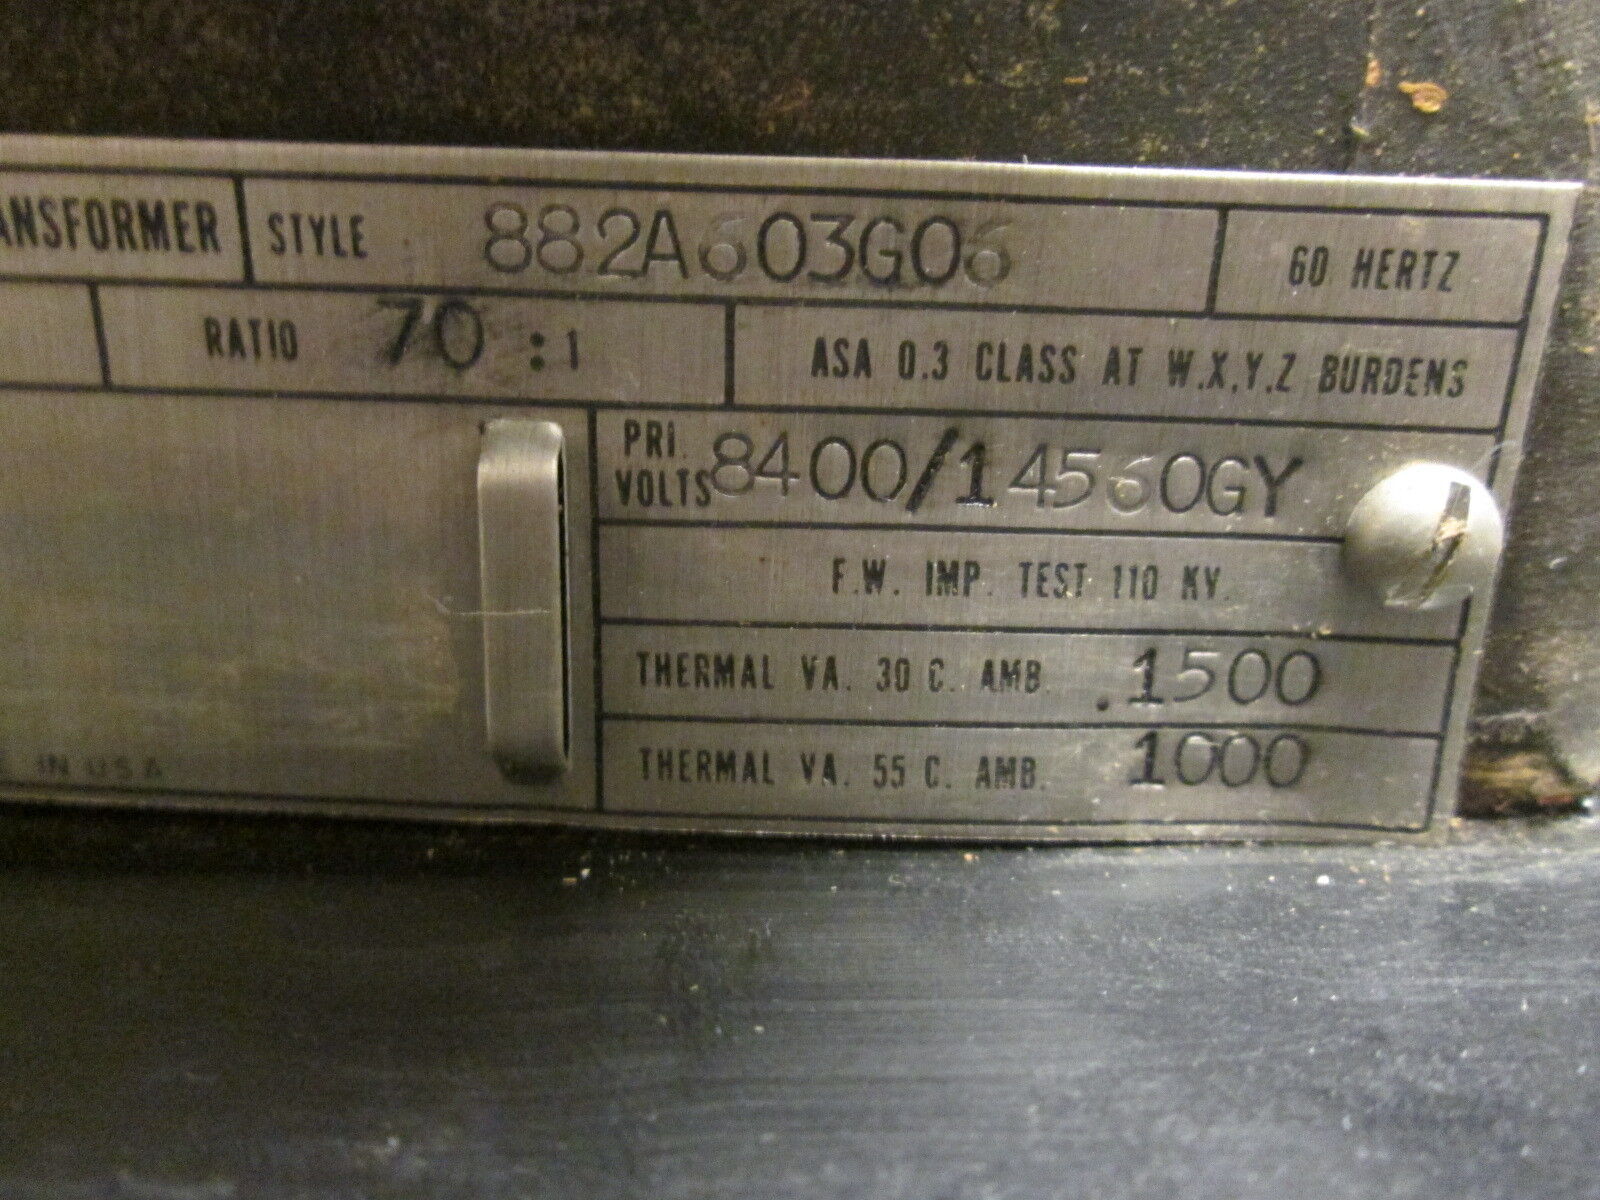 ANSFORMER STYLE 882A603G06 60 HERTZ
RATIO 70 : 1 ASA 0.3 CLASS AT W.X,Y.Z BURDENS
PRI. VOLTS 8400/14560GY
F.W. IMP. TEST 110 KV.
THERMAL VA. 30 C. AMB. .1500
THERMAL VA. 55 C. AMB. 1000
E IN U S A